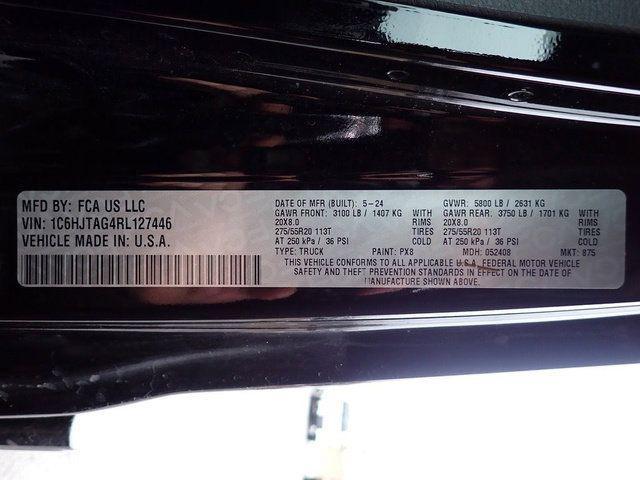 MFD BY: FCA US LLC
VIN: 1C6HJTAG4RL127446
VEHICLE MADE IN: U.S.A.
DATE OF MFR (BUILT): 5-24 GVWR: 5800 LB / 2631 KG
GAWR FRONT: 3100 LB / 1407 KG WITH GAWR REAR: 3750 LB / 1701 KG WITH
20X8.0 RIMS 20X8.0 RIMS
275/55R20 113T TIRES 275/55R20 113T TIRES
AT 250 kPa / 36 PSI COLD AT 250 kPa / 36 PSI COLD
TYPE: TRUCK PAINT: PX8 MDH: 052408 MKT: 875
THIS VEHICLE CONFORMS TO ALL APPLICABLE U.S.A. FEDERAL MOTOR VEHICLE
SAFETY AND THEFT PREVENTION STANDARDS IN EFFECT ON THE DATE OF
MANUFACTURE SHOWN ABOVE.